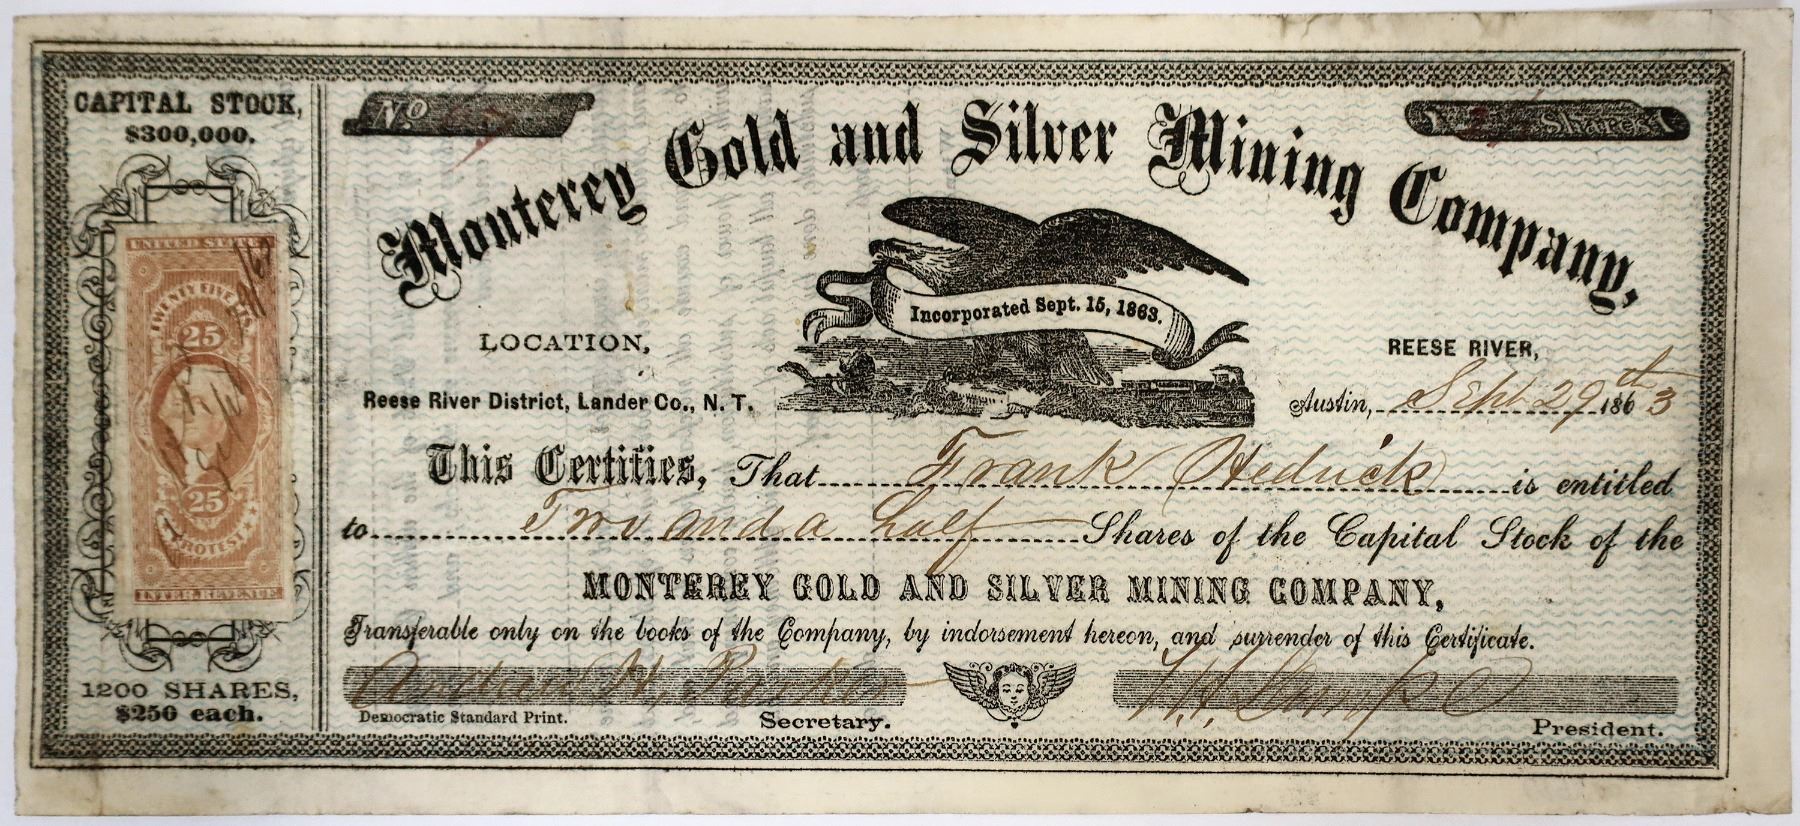 CAPITAL STOCK,
$300,000.
UNITED STATES
TWENTY FIVE CTS.
25
25
PROTEST
INTER. REVENUE
1200 SHARES,
$250 each.
No
Shares
Monterey Gold and Silver Mining Company,
Incorporated Sept. 15, 1863.
LOCATION,
Reese River District, Lander Co., N. T.
REESE RIVER,
Austin, Sept 29th 1863
This Certifies, That Frank Hedrick is entitled
to Two and a half Shares of the Capital Stock of the
MONTEREY GOLD AND SILVER MINING COMPANY,
Transferable only on the books of the Company, by indorsement hereon, and surrender of this Certificate.
Andrew H. Parker
Democratic Standard Print.
Secretary.
President.